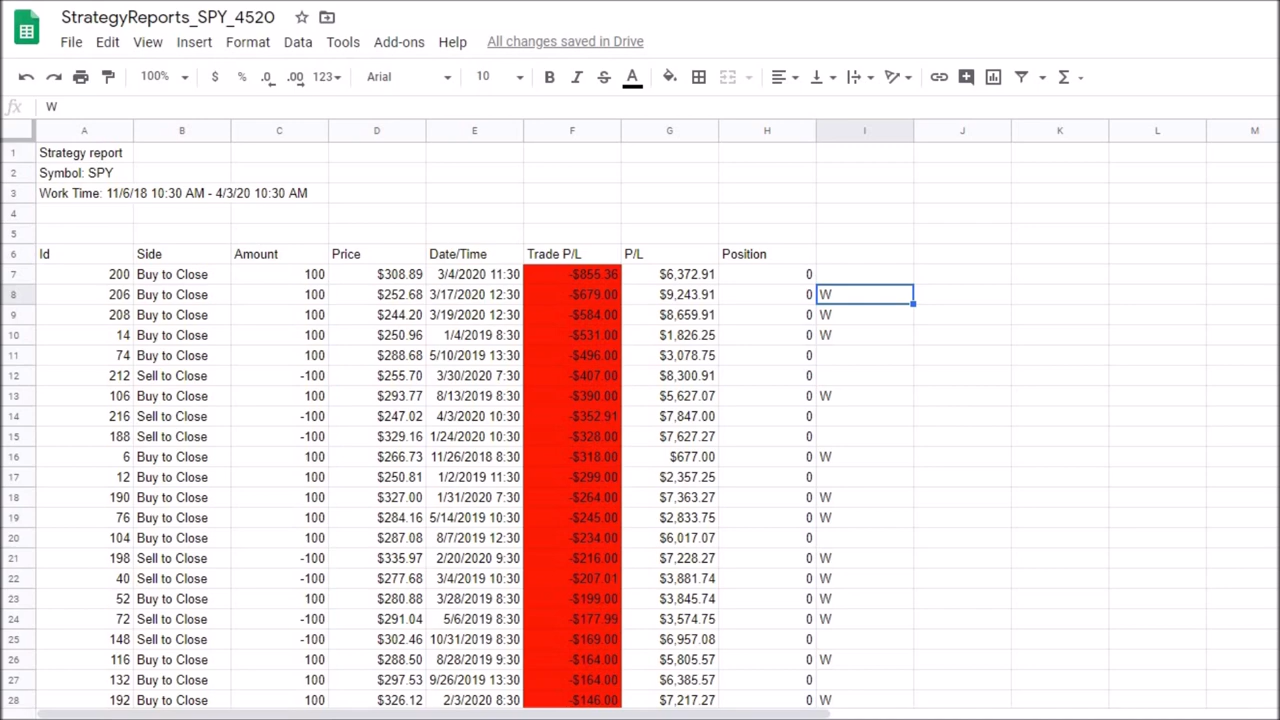 StrategyReports_SPY_4520
File Edit View Insert Format Data Tools Add-ons Help All changes saved in Drive
100% $ % .0 .00 123 Arial 10 B I S A Σ
fx W
A B C D E F G H I J K L M
1 Strategy report
2 Symbol: SPY
3 Work Time: 11/6/18 10:30 AM - 4/3/20 10:30 AM
4
5
6 Id Side Amount Price Date/Time Trade P/L P/L Position
7 200 Buy to Close 100 $308.89 3/4/2020 11:30 -$855.36 $6,372.91 0
8 206 Buy to Close 100 $252.68 3/17/2020 12:30 -$679.00 $9,243.91 0 W
9 208 Buy to Close 100 $244.20 3/19/2020 12:30 -$584.00 $8,659.91 0 W
10 14 Buy to Close 100 $250.96 1/4/2019 8:30 -$531.00 $1,826.25 0 W
11 74 Buy to Close 100 $288.68 5/10/2019 13:30 -$496.00 $3,078.75 0
12 212 Sell to Close -100 $255.70 3/30/2020 7:30 -$407.00 $8,300.91 0
13 106 Buy to Close 100 $293.77 8/13/2019 8:30 -$390.00 $5,627.07 0 W
14 216 Sell to Close -100 $247.02 4/3/2020 10:30 -$352.91 $7,847.00 0
15 188 Sell to Close -100 $329.16 1/24/2020 10:30 -$328.00 $7,627.27 0
16 6 Buy to Close 100 $266.73 11/26/2018 8:30 -$318.00 $677.00 0 W
17 12 Buy to Close 100 $250.81 1/2/2019 11:30 -$299.00 $2,357.25 0
18 190 Buy to Close 100 $327.00 1/31/2020 7:30 -$264.00 $7,363.27 0 W
19 76 Buy to Close 100 $284.16 5/14/2019 10:30 -$245.00 $2,833.75 0 W
20 104 Buy to Close 100 $287.08 8/7/2019 12:30 -$234.00 $6,017.07 0
21 198 Sell to Close -100 $335.97 2/20/2020 9:30 -$216.00 $7,228.27 0 W
22 40 Sell to Close -100 $277.68 3/4/2019 10:30 -$207.01 $3,881.74 0 W
23 52 Buy to Close 100 $280.88 3/28/2019 8:30 -$199.00 $3,845.74 0 W
24 72 Sell to Close -100 $291.04 5/6/2019 8:30 -$177.99 $3,574.75 0 W
25 148 Sell to Close -100 $302.46 10/31/2019 8:30 -$169.00 $6,957.08 0
26 116 Buy to Close 100 $288.50 8/28/2019 9:30 -$164.00 $5,805.57 0 W
27 132 Buy to Close 100 $297.53 9/26/2019 13:30 -$164.00 $6,385.57 0
28 192 Buy to Close 100 $326.12 2/3/2020 8:30 -$146.00 $7,217.27 0 W